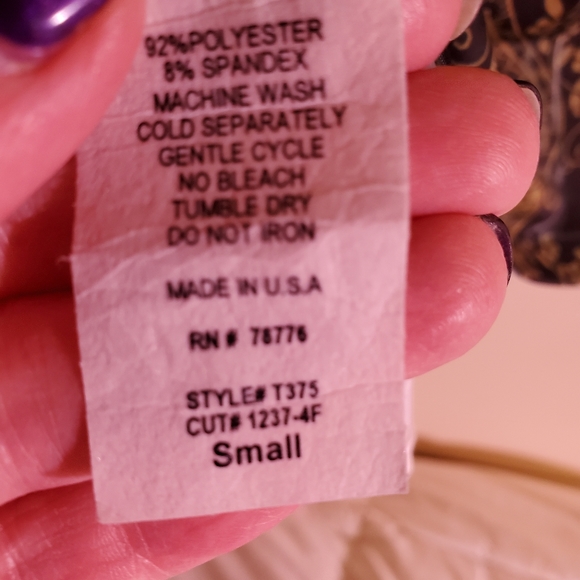 92%POLYESTER
8% SPANDEX
MACHINE WASH
COLD SEPARATELY
GENTLE CYCLE
NO BLEACH
TUMBLE DRY
DO NOT IRON
MADE IN U.S.A
RN # 78776
STYLE# T375
CUT# 1237-4F
Small